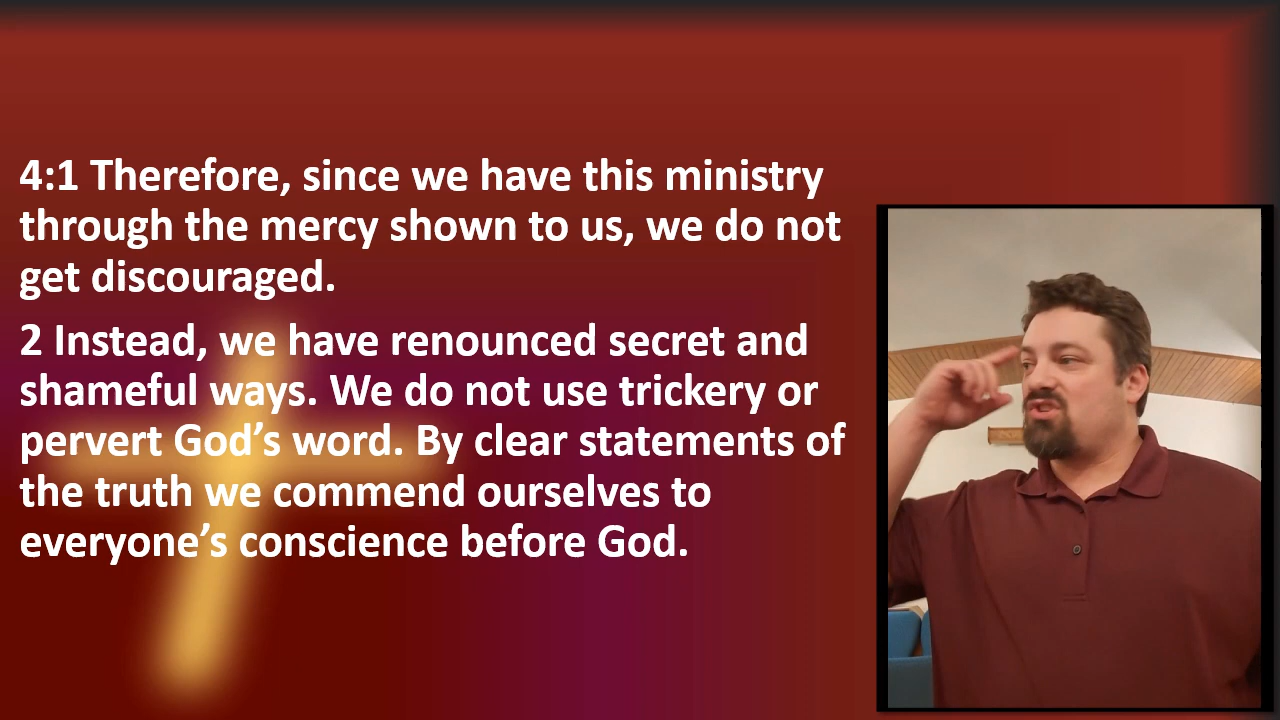 4:1 Therefore, since we have this ministry
through the mercy shown to us, we do not
get discouraged.
2 Instead, we have renounced secret and
shameful ways. We do not use trickery or
pervert God’s word. By clear statements of
the truth we commend ourselves to
everyone’s conscience before God.